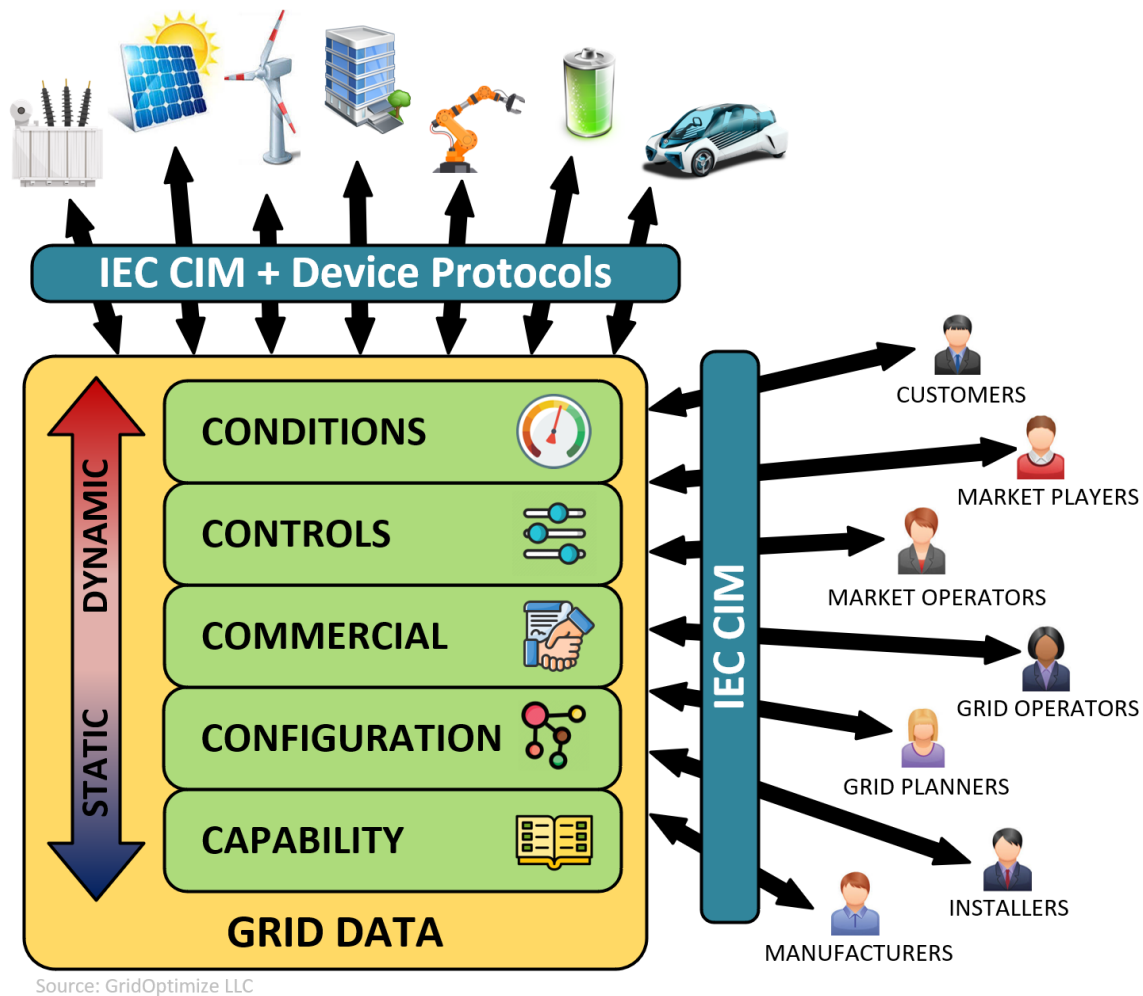 IEC CIM + Device Protocols
DYNAMIC
STATIC
CONDITIONS
CONTROLS
COMMERCIAL
CONFIGURATION
CAPABILITY
GRID DATA
IEC CIM
CUSTOMERS
MARKET PLAYERS
MARKET OPERATORS
GRID OPERATORS
GRID PLANNERS
INSTALLERS
MANUFACTURERS
Source: GridOptimize LLC